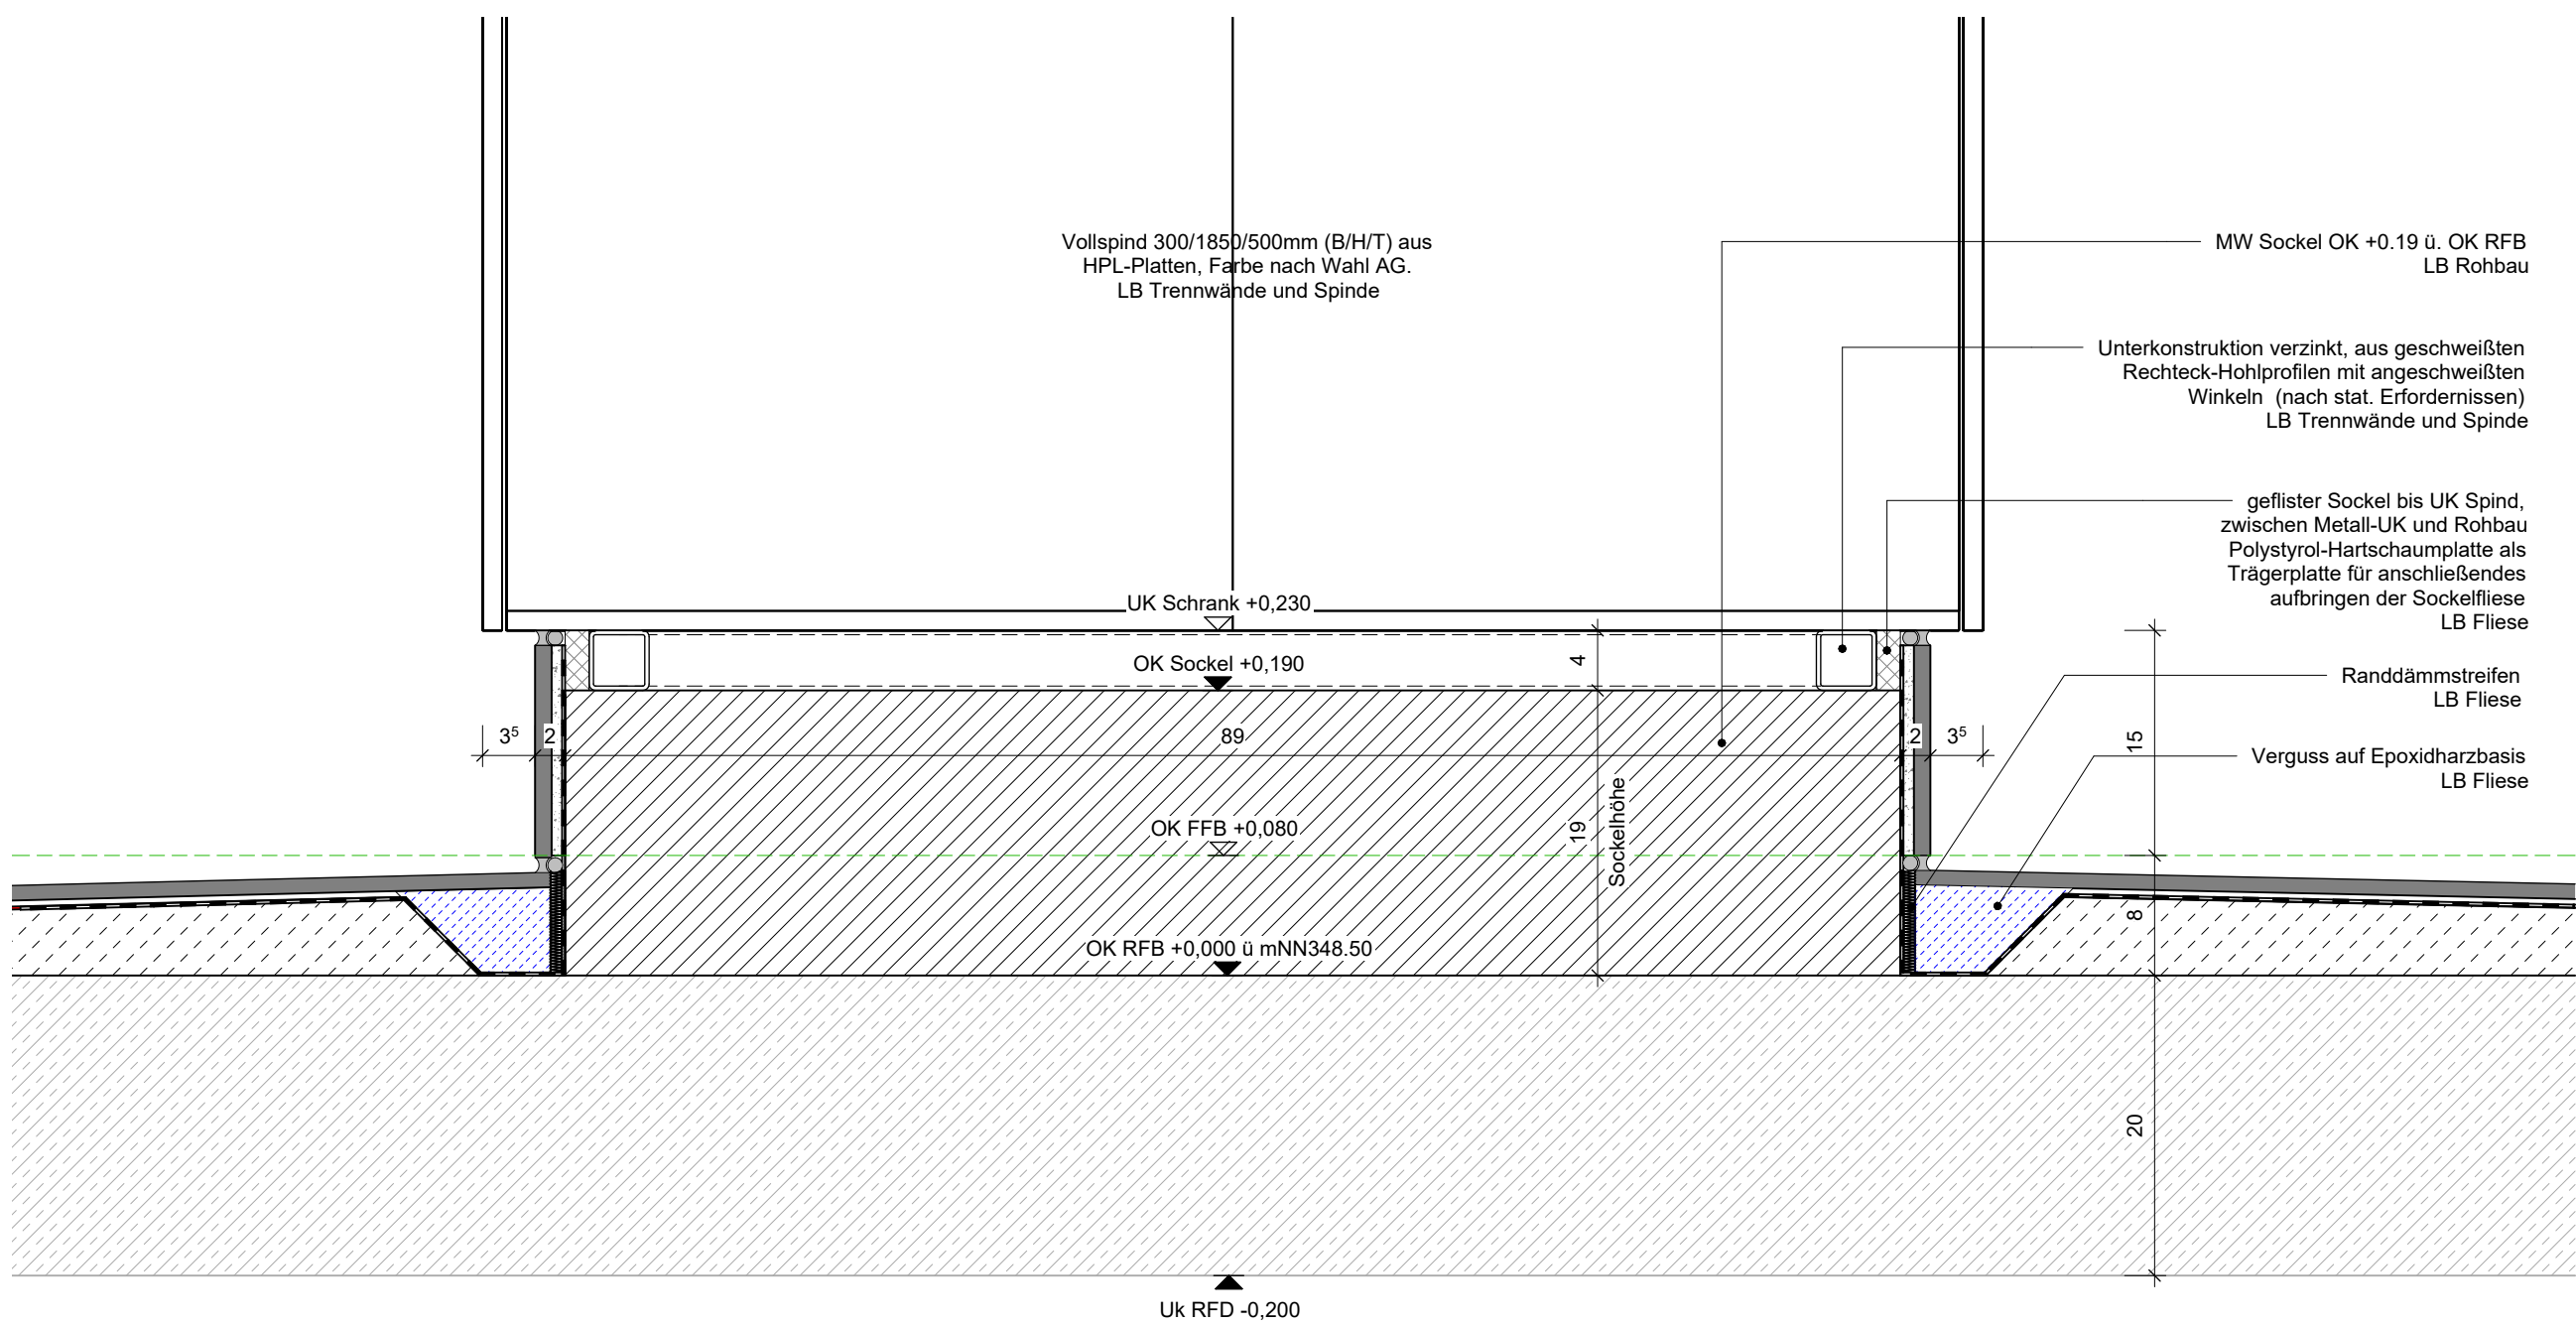 Vollspind 300/1850/500mm (B/H/T) aus
HPL-Platten, Farbe nach Wahl AG.
LB Trennwände und Spinde
MW Sockel OK +0.19 ü. OK RFB
LB Rohbau
Unterkonstruktion verzinkt, aus geschweißten
Rechteck-Hohlprofilen mit angeschweißten
Winkeln (nach stat. Erfordernissen)
LB Trennwände und Spinde
geflister Sockel bis UK Spind,
zwischen Metall-UK und Rohbau
Polystyrol-Hartschaumplatte als
Trägerplatte für anschließendes
aufbringen der Sockelfliese
LB Fliese
Randdämmstreifen
LB Fliese
Verguss auf Epoxidharzbasis
LB Fliese
UK Schrank +0,230
OK Sockel +0,190
4
3⁵
2
89
2
3⁵
15
OK FFB +0,080
19
Sockelhöhe
8
OK RFB +0,000 ü mNN348.50
20
Uk RFD -0,200